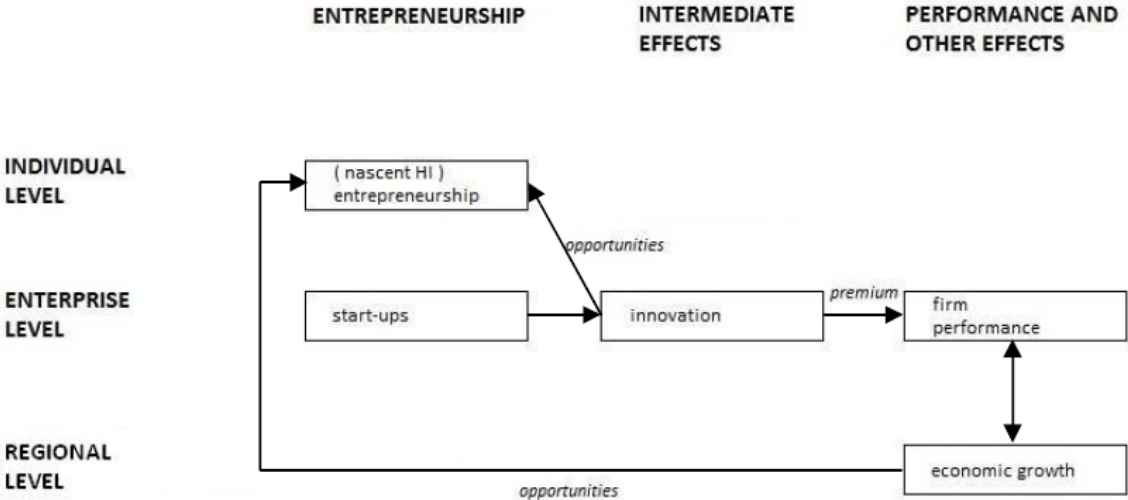 ENTREPRENEURSHIP
INTERMEDIATE
EFFECTS
PERFORMANCE AND
OTHER EFFECTS
INDIVIDUAL
LEVEL
( nascent HI )
entrepreneurship
opportunities
ENTERPRISE
LEVEL
start-ups
innovation
premium
firm
performance
REGIONAL
LEVEL
economic growth
opportunities